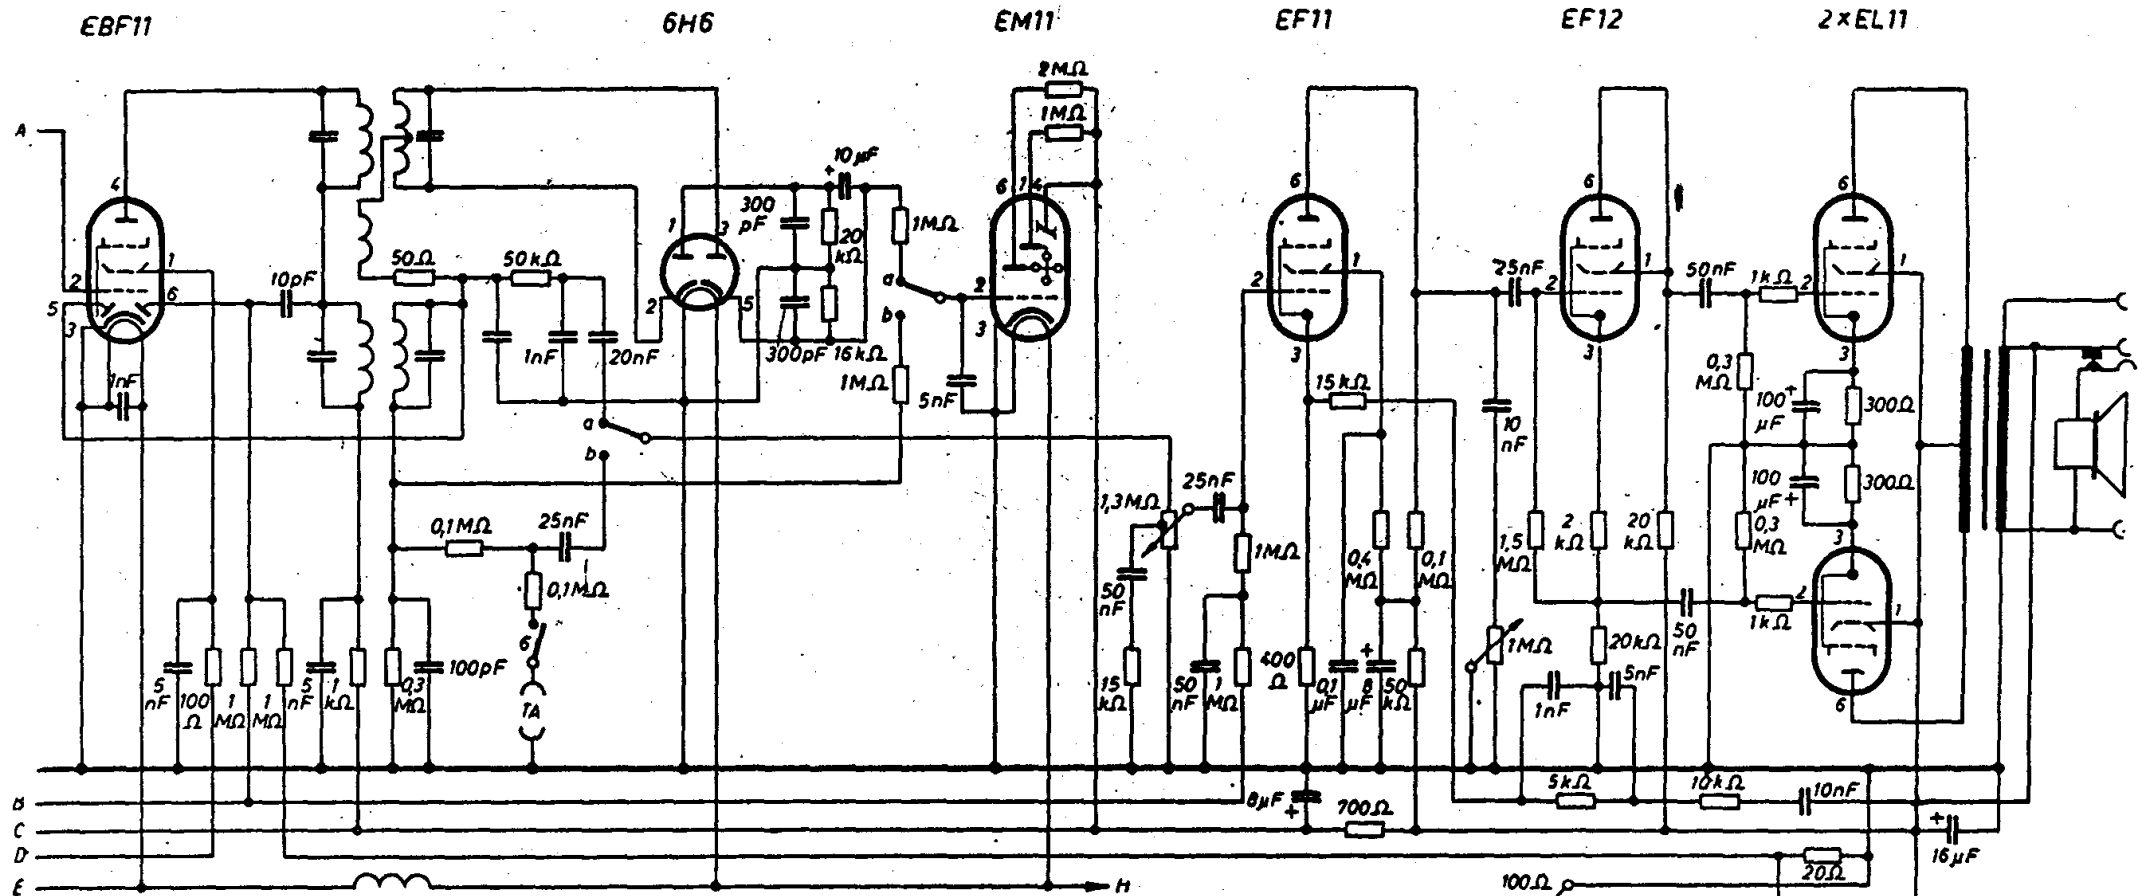 EBF11 6H6 EM11 EF11 EF12 2×EL11
2MΩ
1MΩ
10 µF
+
A
4 6 1 4 6 6 6
300
pF
20
kΩ
1MΩ
1 3
1
2
5
3
6
10pF
50Ω
50kΩ
2
5
a
b
2
3
2
1
3
25nF
2
1
3
50nF
1kΩ
2
1
3
1nF
1nF
20nF
300pF
16kΩ
1MΩ
5nF
15kΩ
0,3
MΩ
100
µF
+
300Ω
a
b
10
nF
100
µF
+
300Ω
0,1MΩ
25nF
1,3MΩ
25nF
1MΩ
0,4
MΩ
0,1
MΩ
1,5
MΩ
2
kΩ
20
kΩ
0,3
MΩ
3
0,1MΩ
50
nF
50
nF
1kΩ
2
1
6
6
TA
5
nF
100
Ω
1
MΩ
1
MΩ
5
nF
1
kΩ
0,3
MΩ
100pF
15
kΩ
50
nF
1
MΩ
400
Ω
0,1
µF
+
8
µF
50
kΩ
1MΩ
20kΩ
1nF
5nF
B
C
D
E
8µF
+
700Ω
5kΩ
10kΩ
10nF
+
16µF
20Ω
100Ω
H